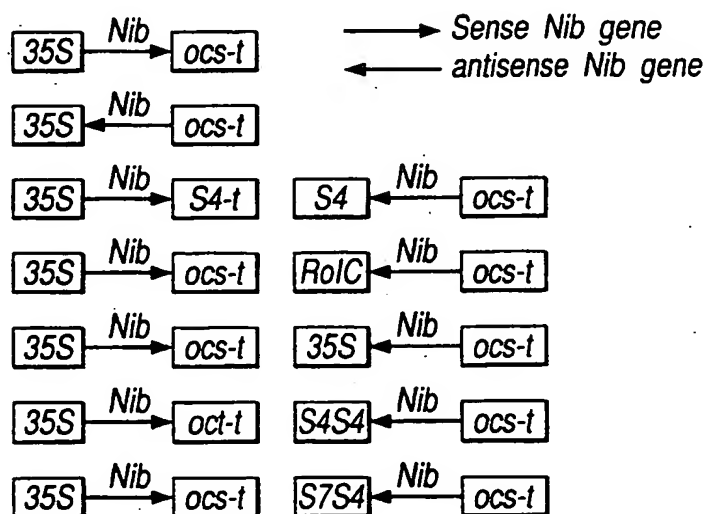 35S Nib ocs-t → Sense Nib gene
← antisense Nib gene
35S Nib ocs-t
35S Nib S4-t S4 Nib ocs-t
35S Nib ocs-t RolC Nib ocs-t
35S Nib ocs-t 35S Nib ocs-t
35S Nib oct-t S4S4 Nib ocs-t
35S Nib ocs-t S7S4 Nib ocs-t